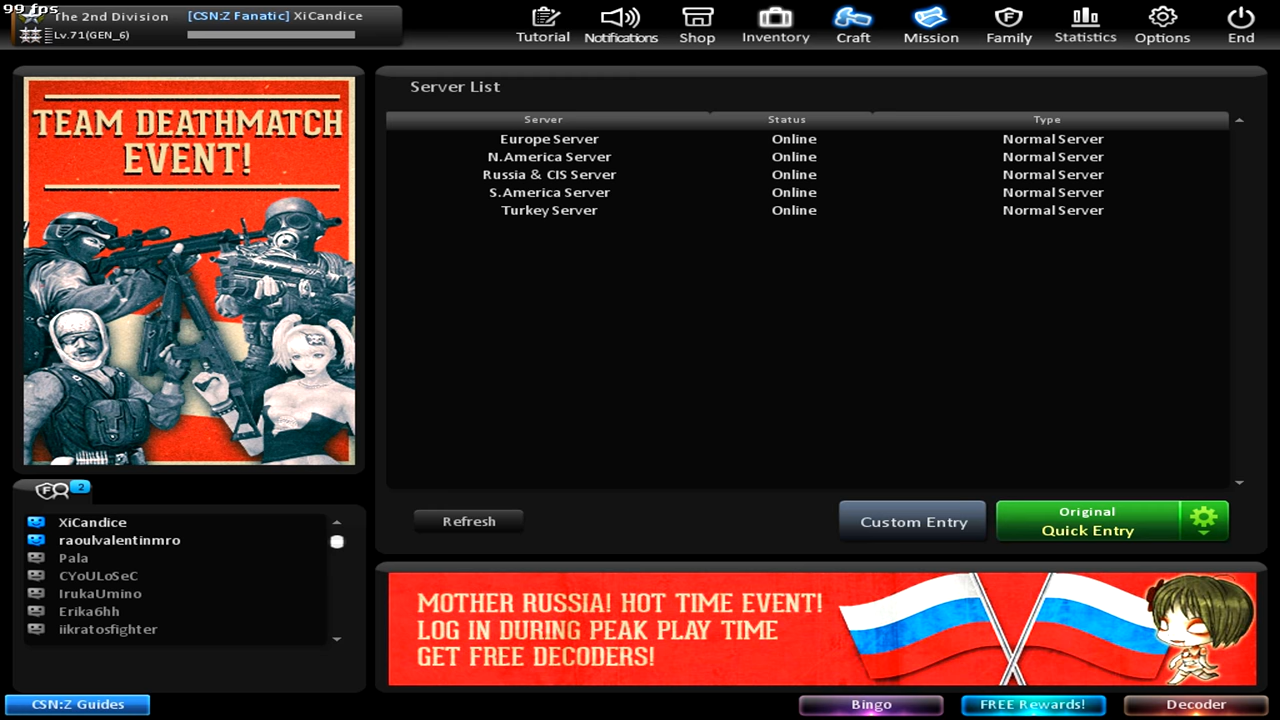 99 fps
The 2nd Division [CSN:Z Fanatic] XiCandice
Lv.71(GEN_6)
Tutorial Notifications Shop Inventory Craft Mission Family Statistics Options End
TEAM DEATHMATCH
EVENT!
Server List
Server Status Type
Europe Server Online Normal Server
N.America Server Online Normal Server
Russia & CIS Server Online Normal Server
S.America Server Online Normal Server
Turkey Server Online Normal Server
F 2
XiCandice
raoulvalentinmro
Pala
CYoULoSeC
IrukaUmino
Erika6hh
iikratosfighter
Refresh
Custom Entry
Original
Quick Entry
MOTHER RUSSIA! HOT TIME EVENT!
LOG IN DURING PEAK PLAY TIME
GET FREE DECODERS!
CSN:Z Guides
Bingo FREE Rewards! Decoder